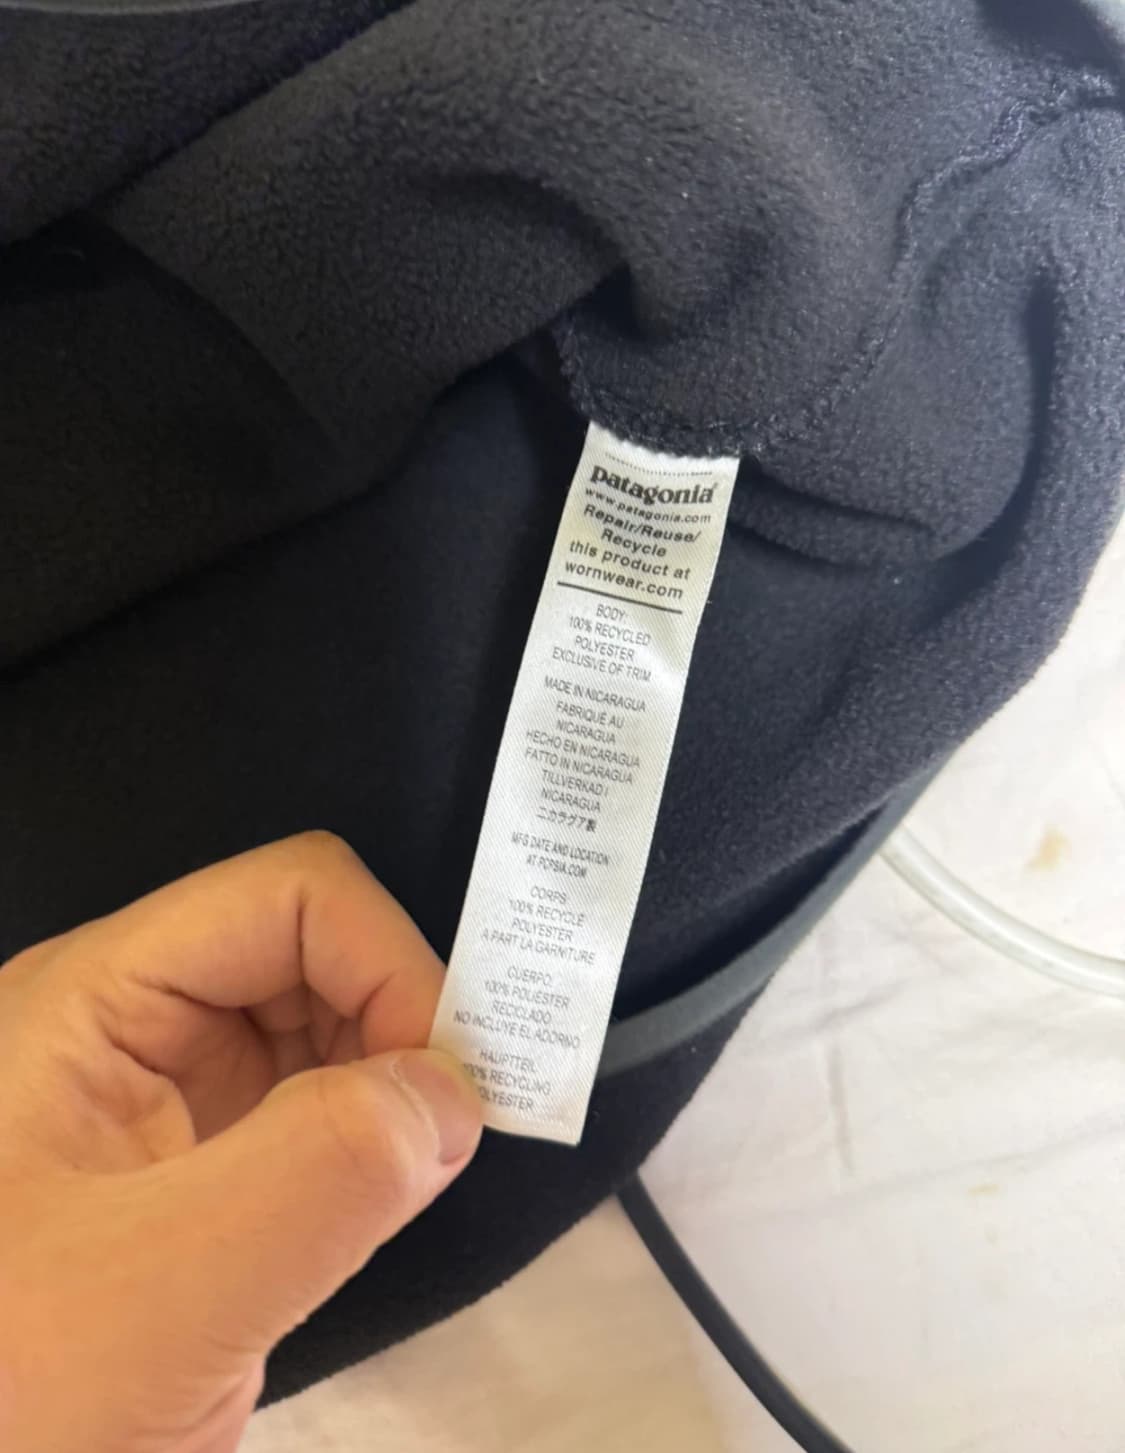 patagonia®
www.patagonia.com
Repair/Reuse/
Recycle
this product at
wornwear.com
BODY:
100% RECYCLED
POLYESTER
EXCLUSIVE OF TRIM
MADE IN NICARAGUA
FABRIQUÉ AU
NICARAGUA
HECHO EN NICARAGUA
FATTO IN NICARAGUA
TILLVERKAD I
NICARAGUA
ニカラグア製
MFG DATE AND LOCATION
AT PCPSIA.COM
CORPS
100% RECYCLÉ
POLYESTER
À PART LA GARNITURE
CUERPO:
100% POLIÉSTER
RECICLADO
NO INCLUYE EL ADORNO
HAUPTTEIL
100% RECYCLING
POLYESTER